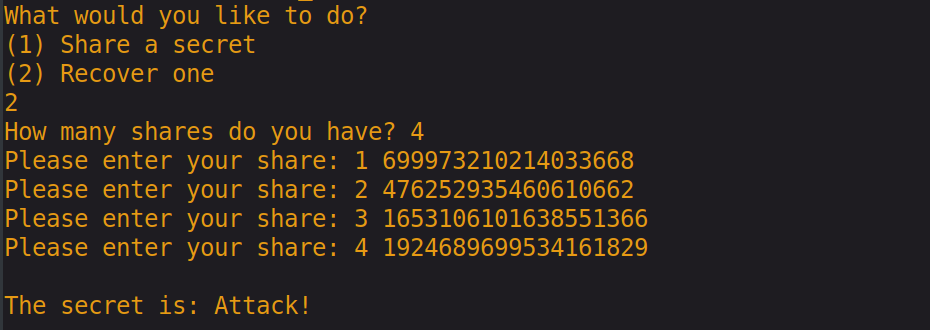 What would you like to do?
(1) Share a secret
(2) Recover one
2
How many shares do you have? 4
Please enter your share: 1 699973210214033668
Please enter your share: 2 476252935460610662
Please enter your share: 3 1653106101638551366
Please enter your share: 4 1924689699534161829
The secret is: Attack!